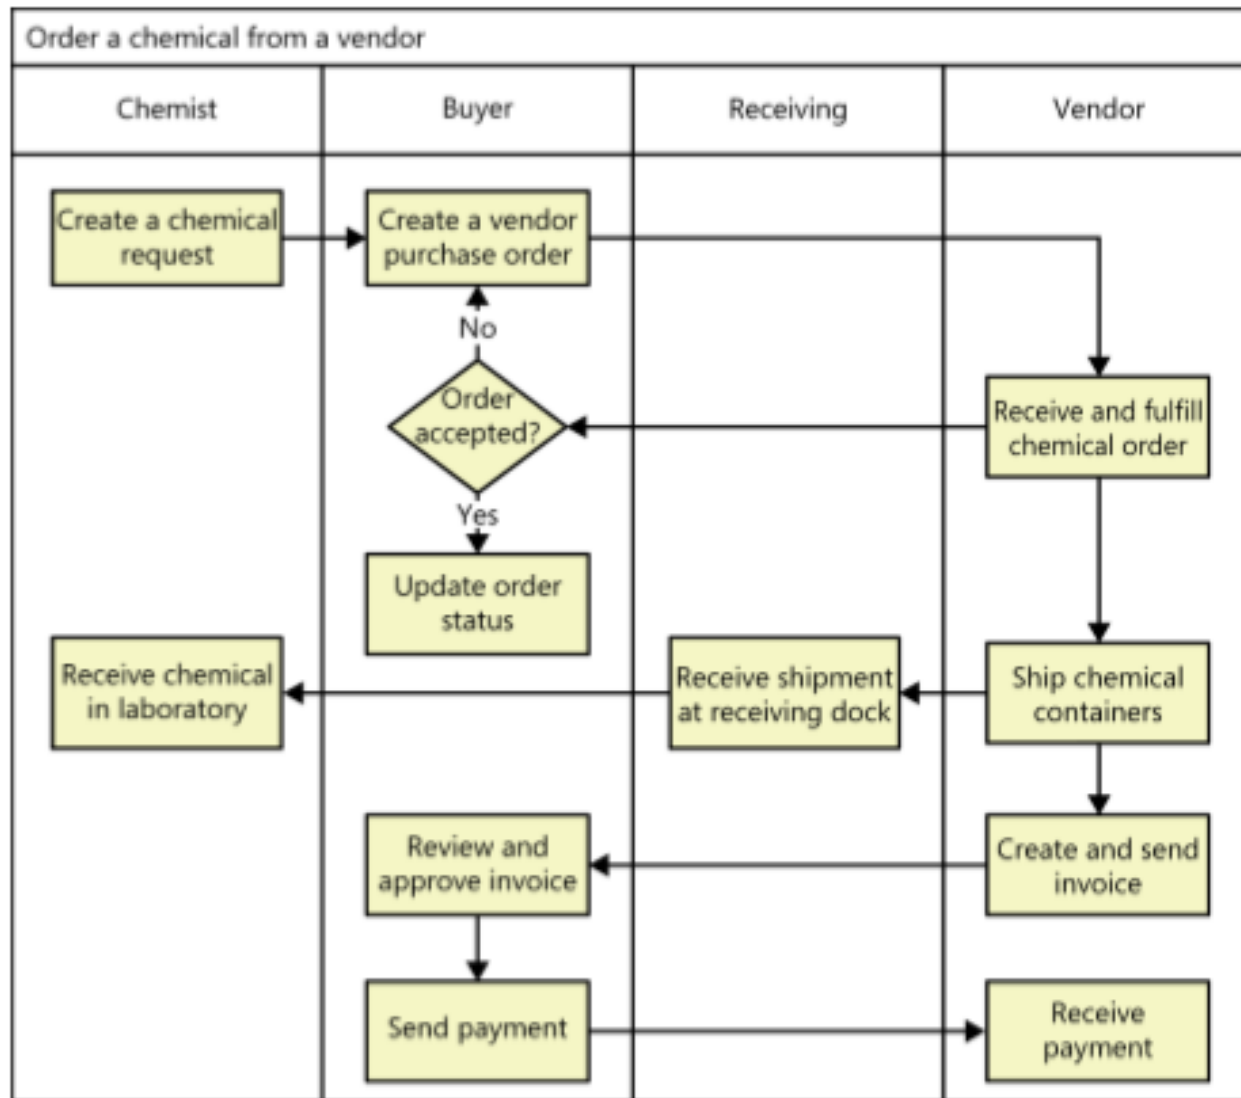 Order a chemical from a vendor
Chemist
Buyer
Receiving
Vendor
Create a chemical
request
Create a vendor
purchase order
No
Order
accepted?
Receive and fulfill
chemical order
Yes
Update order
status
Receive chemical
in laboratory
Receive shipment
at receiving dock
Ship chemical
containers
Review and
approve invoice
Create and send
invoice
Send payment
Receive
payment